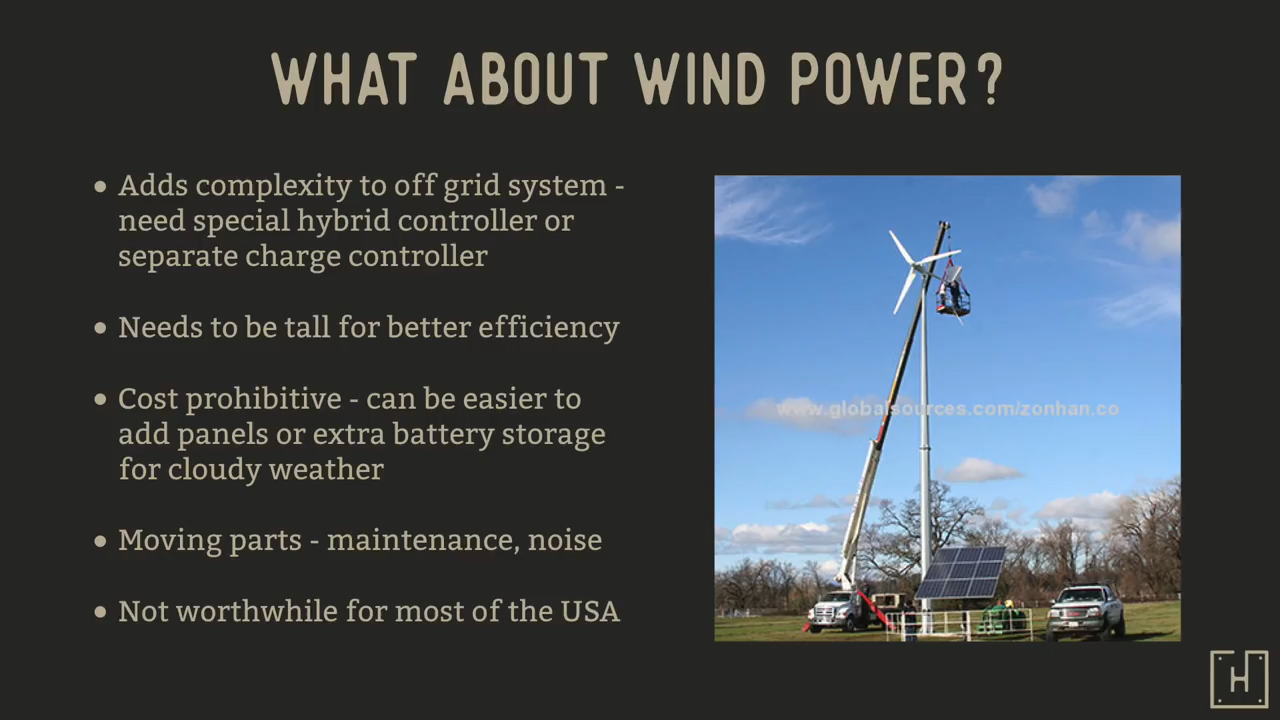 WHAT ABOUT WIND POWER?
• Adds complexity to off grid system -
need special hybrid controller or
separate charge controller
• Needs to be tall for better efficiency
• Cost prohibitive - can be easier to
add panels or extra battery storage
for cloudy weather
• Moving parts - maintenance, noise
• Not worthwhile for most of the USA
www.globalsources.com/zonhan.co
H